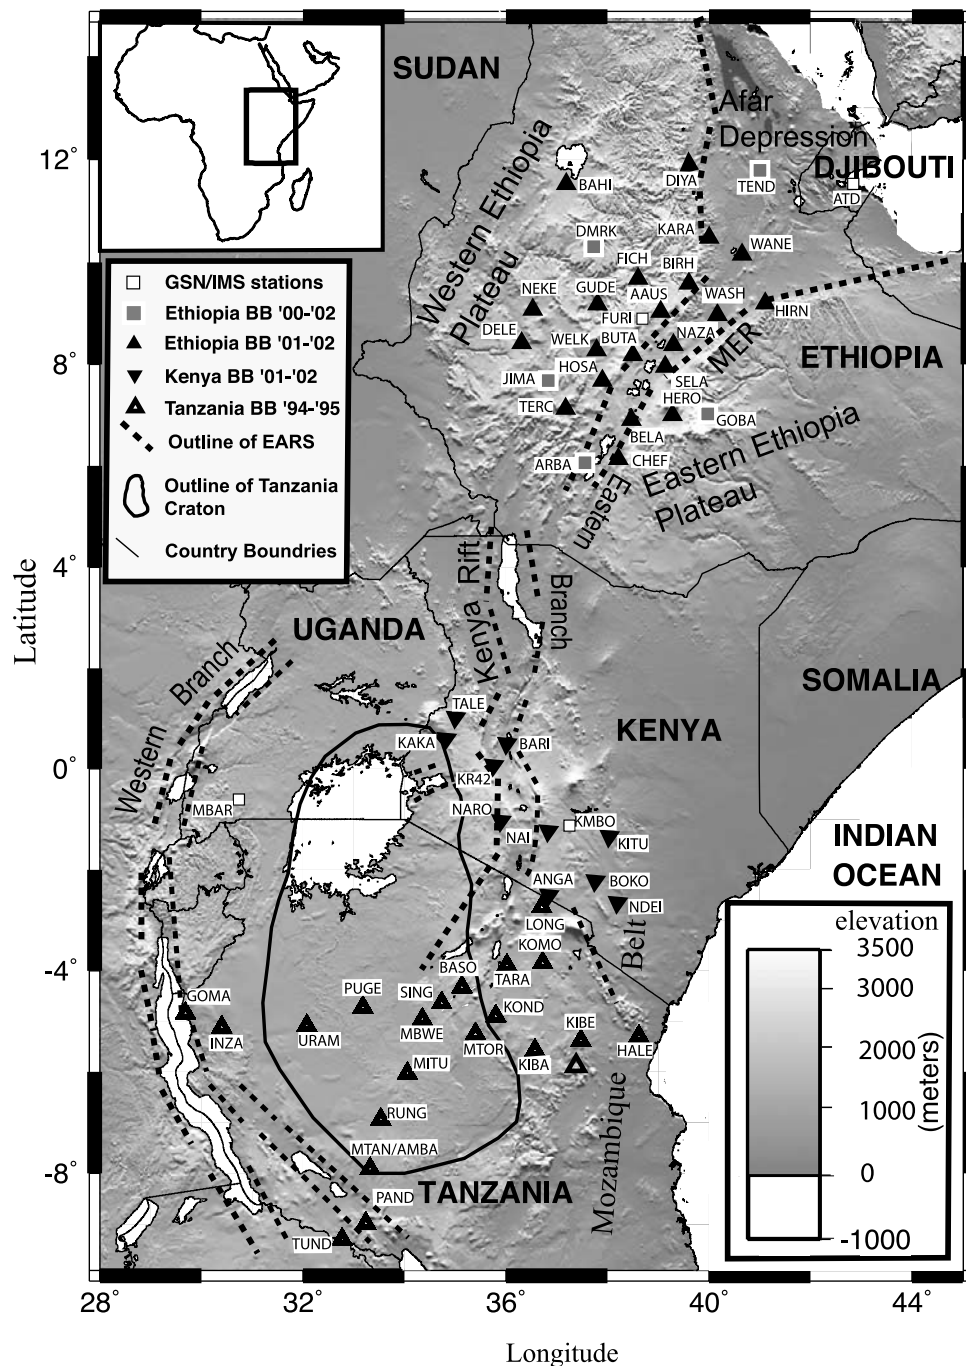 SUDAN
Afar
Depression
DJIBOUTI
Western Ethiopia
Plateau
12°
8°
4°
0°
-4°
-8°
BAHI
DIYA
TEND
ATD
DMRK
KARA
WANE
FICH
BIRH
NEKE
GUDE
AAUS
WASH
HIRN
DELE
FURI
WELK
BUTA
NAZA
MER
ETHIOPIA
JIMA
HOSA
SELA
HERO
TERC
GOBA
BELA
ARBA
CHEF
Eastern
Eastern Ethiopia
Plateau
GSN/IMS stations
Ethiopia BB '00-'02
Ethiopia BB '01-'02
Kenya BB '01-'02
Tanzania BB '94-'95
Outline of EARS
Outline of Tanzania
Craton
Country Boundries
Latitude
Kenya Rift
Branch
UGANDA
Western Branch
SOMALIA
KENYA
TALE
KAKA
BARI
KR42
MBAR
NARO
NAI
KMBO
KITU
INDIAN
OCEAN
ANGA
BOKO
NDEI
LONG
KOMO
Mozambique Belt
BASO
TARA
GOMA
PUGE
SING
KOND
KIBE
INZA
URAM
MBWE
MTOR
KIBA
HALE
MITU
RUNG
MTAN/AMBA
TANZANIA
PAND
TUND
elevation
3500
3000
2000
1000
0
-1000
(meters)
28°
32°
36°
40°
44°
Longitude